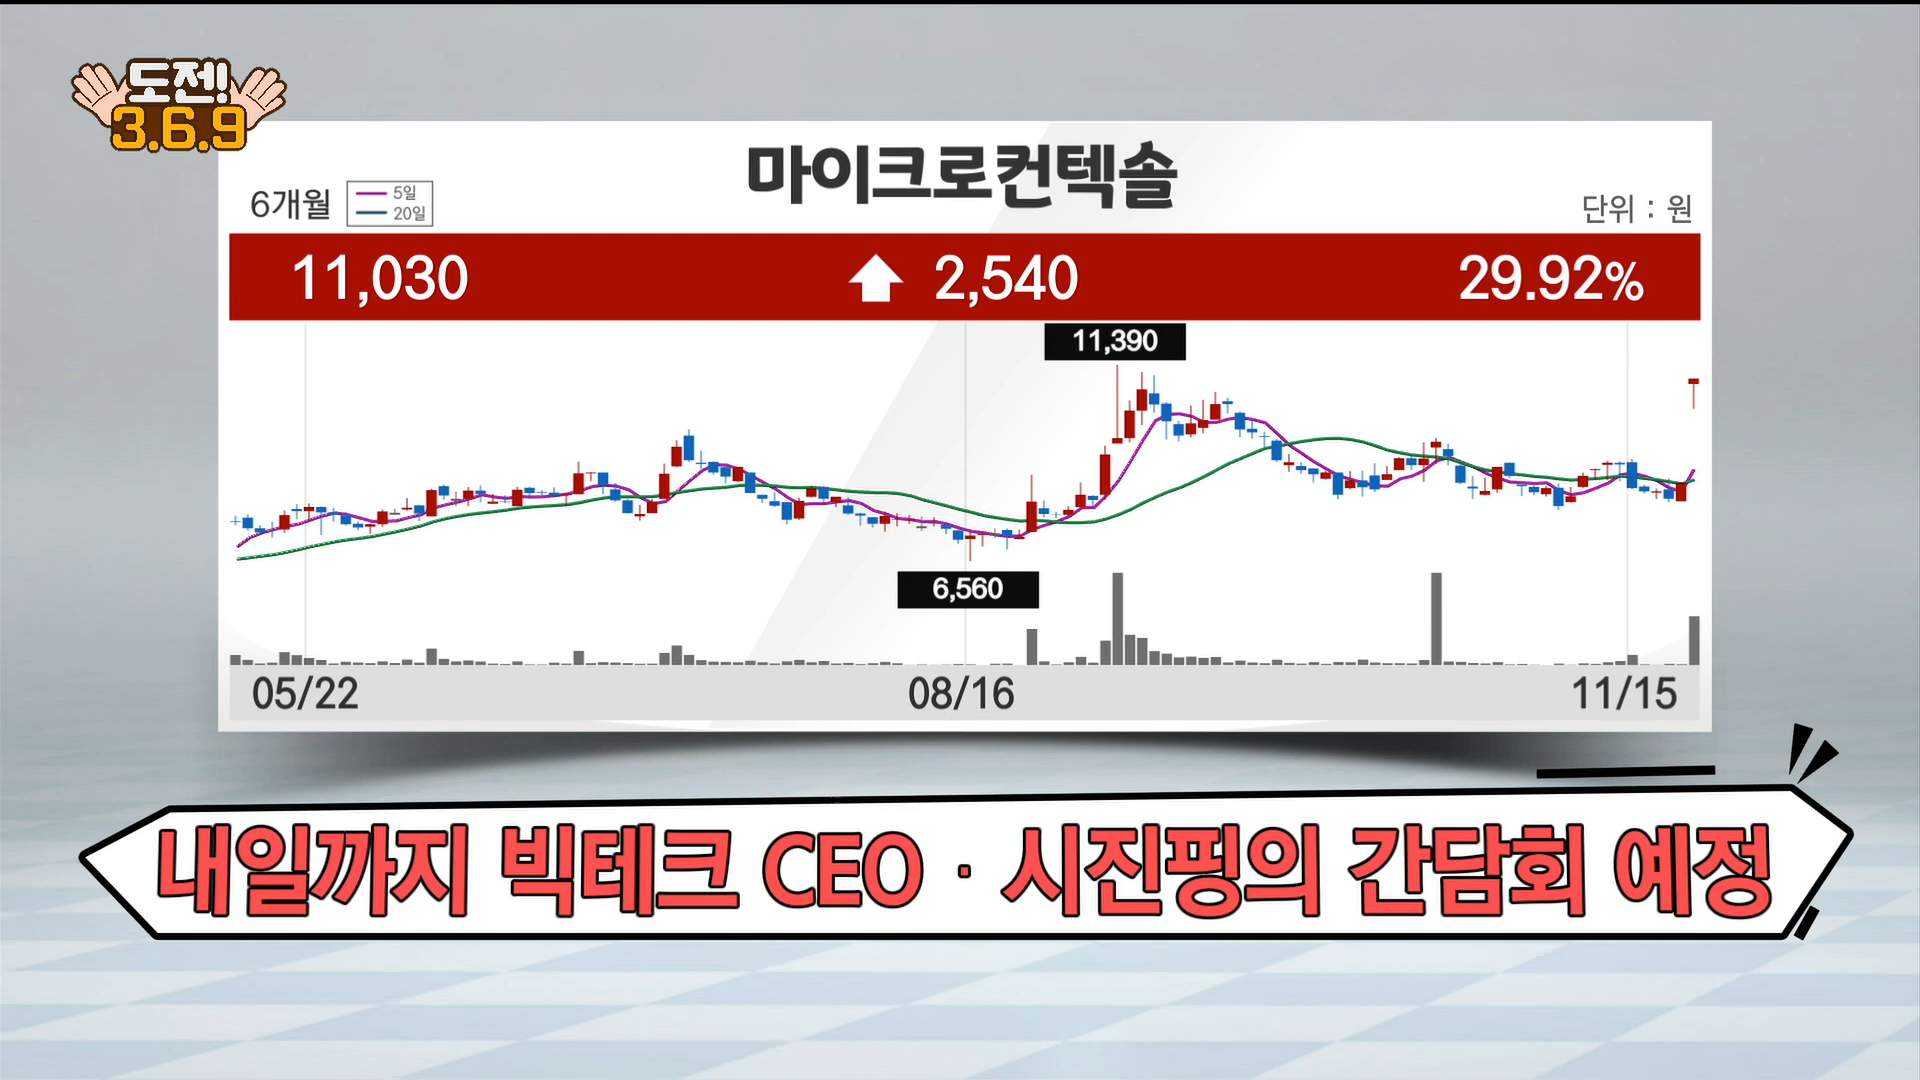 도젠!
3.6.9
마이크로컨텍솔
6개월
5일
20일
단위 : 원
11,030 2,540 29.92%
11,390
6,560
05/22 08/16 11/15
내일까지 빅테크 CEO · 시진핑의 간담회 예정